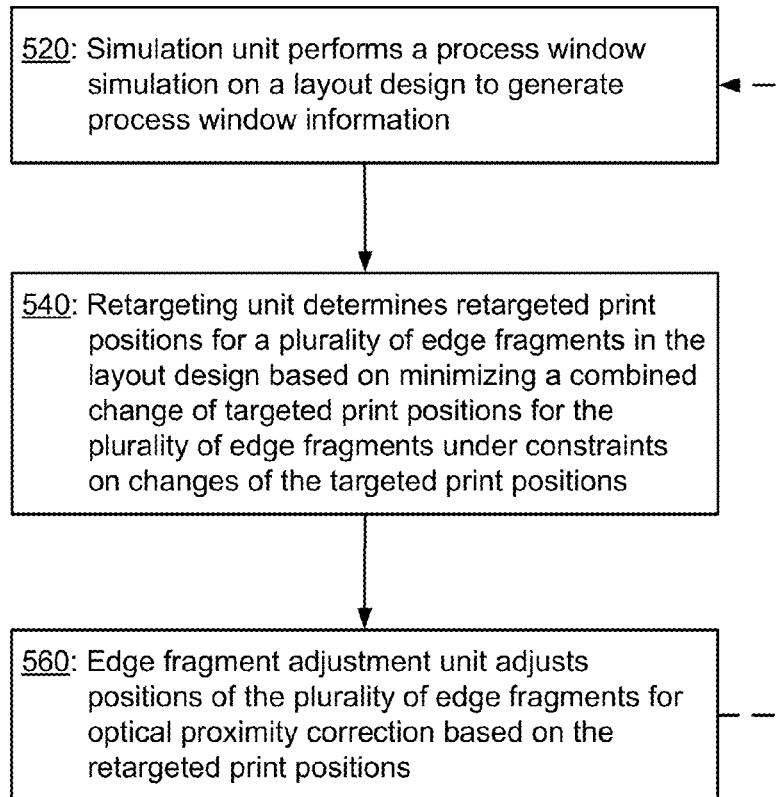 520: Simulation unit performs a process window
simulation on a layout design to generate
process window information
540: Retargeting unit determines retargeted print
positions for a plurality of edge fragments in the
layout design based on minimizing a combined
change of targeted print positions for the
plurality of edge fragments under constraints
on changes of the targeted print positions
560: Edge fragment adjustment unit adjusts
positions of the plurality of edge fragments for
optical proximity correction based on the
retargeted print positions